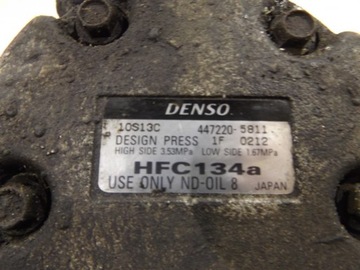 DENSO
10S13C 447220-5811
DESIGN PRESS 1F 0212
HIGH SIDE 3.53MPa LOW SIDE 1.67MPa
HFC134a
USE ONLY ND-OIL 8 JAPAN